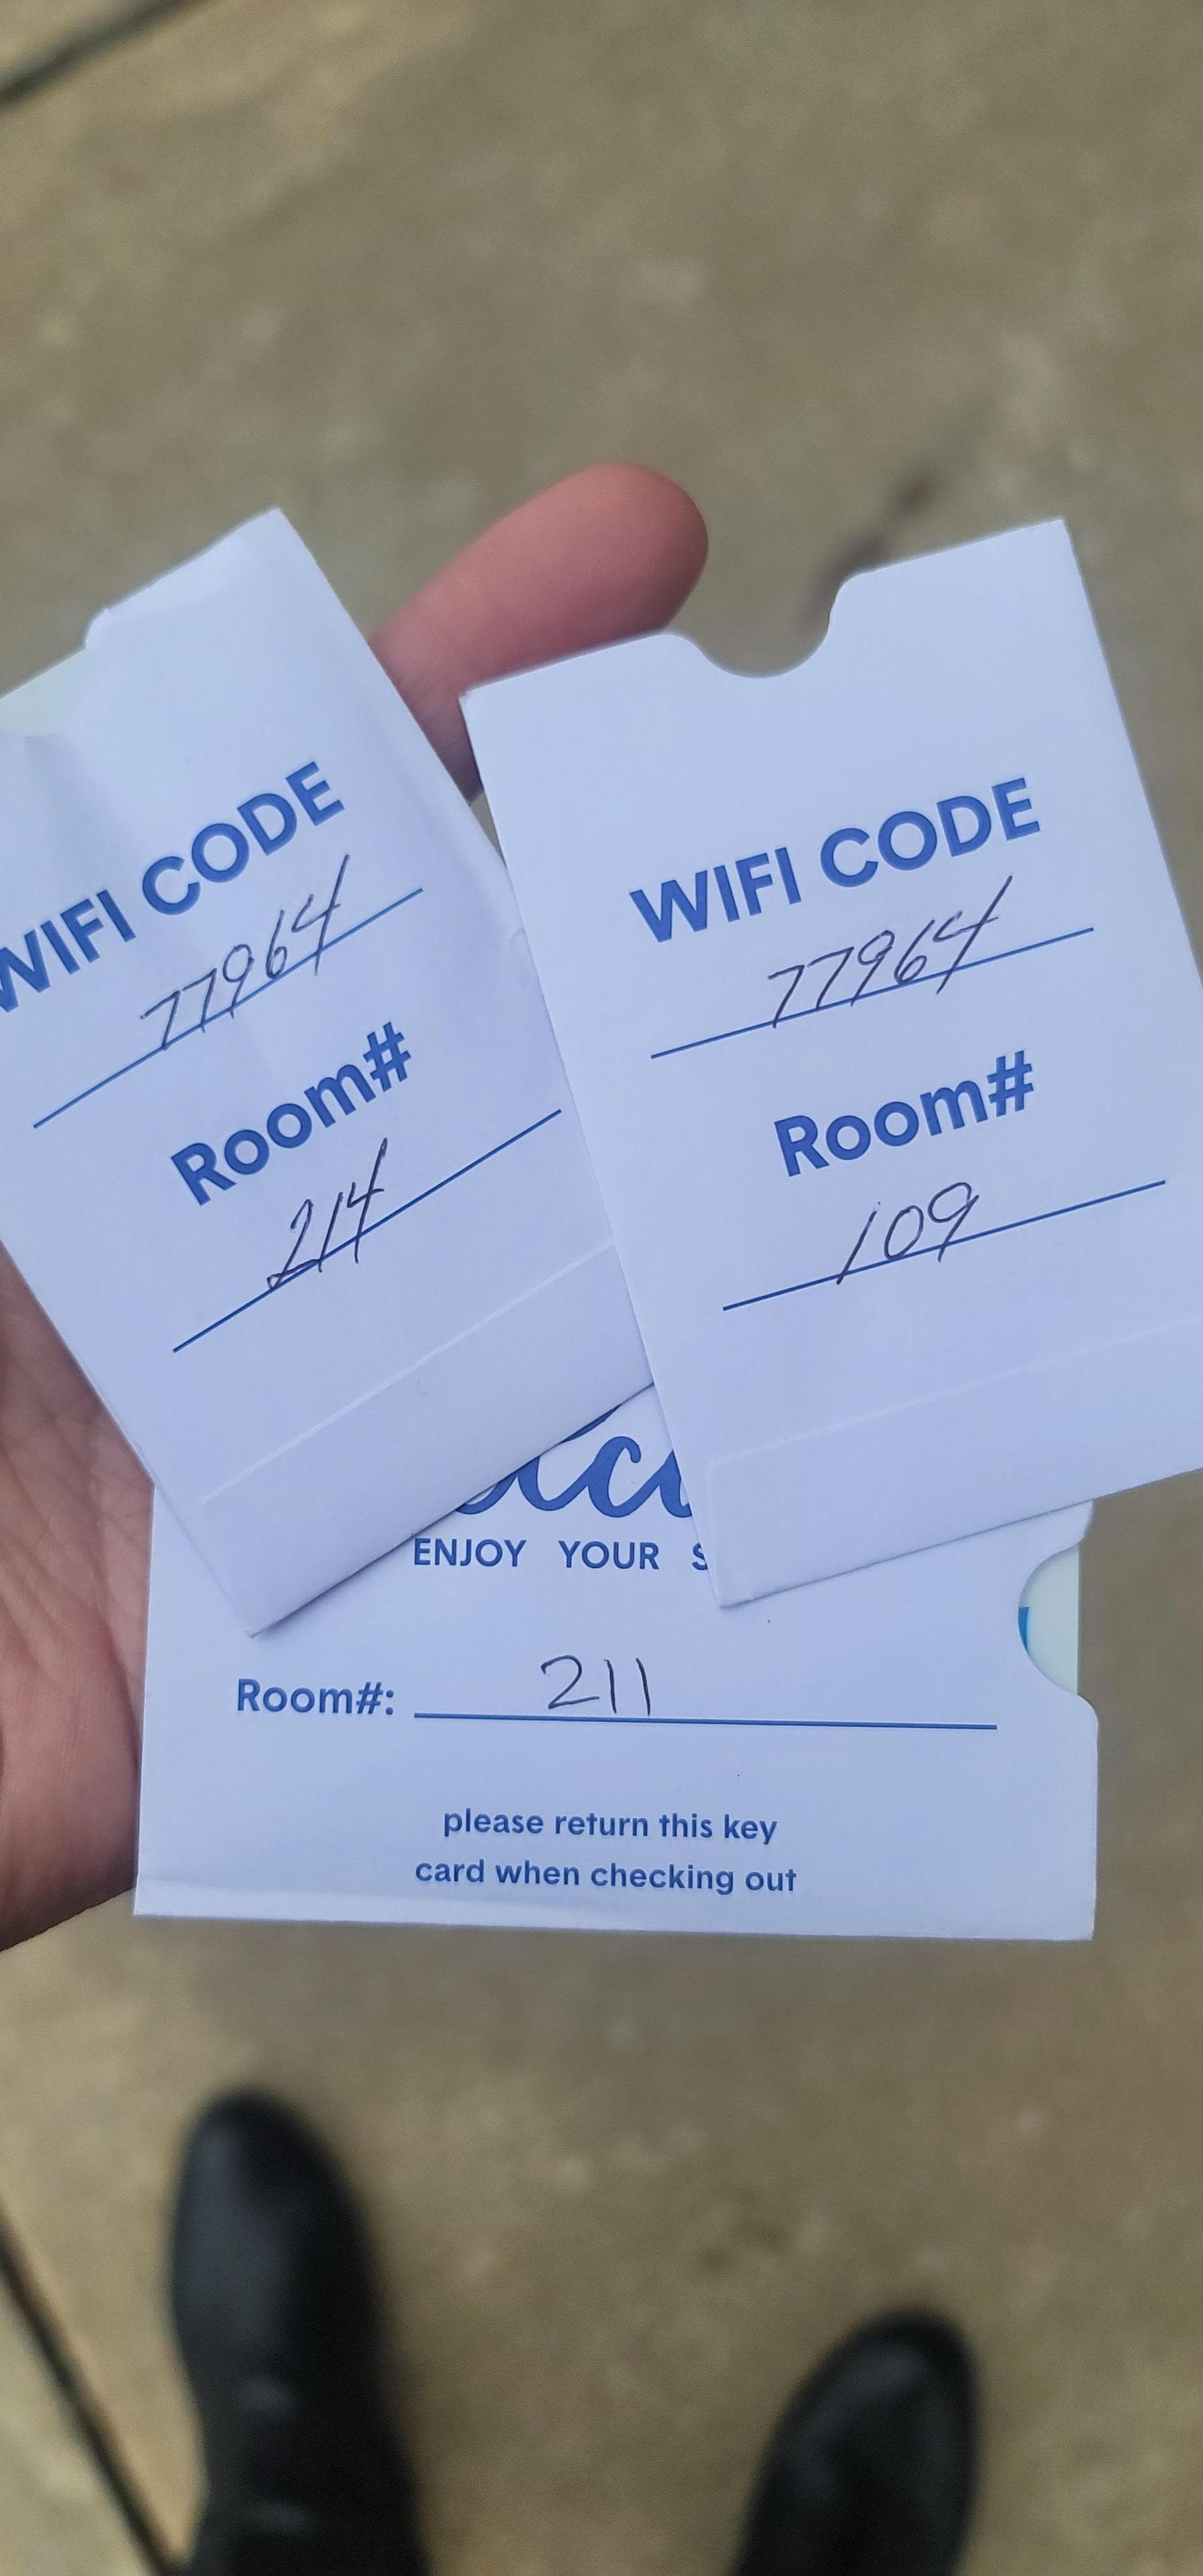 WIFI CODE
77964
Room#
214
WIFI CODE
77964
Room#
109
ENJOY YOUR
Room#: 211
please return this key
card when checking out